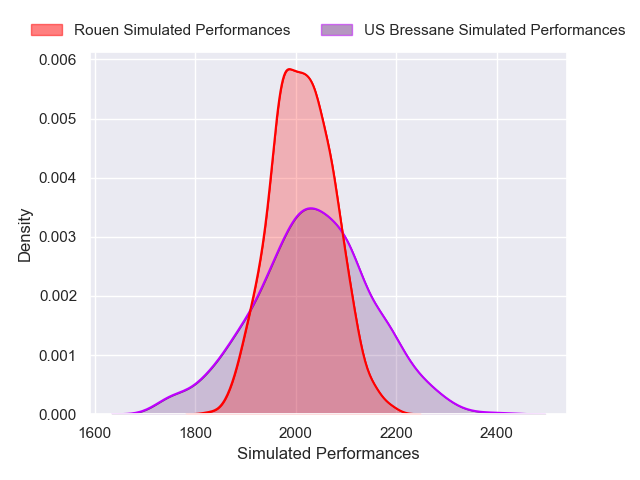 Rouen Simulated Performances US Bressane Simulated Performances
0.006
0.005
0.004
0.003
0.002
0.001
0.000
Density
1600 1800 2000 2200 2400
Simulated Performances